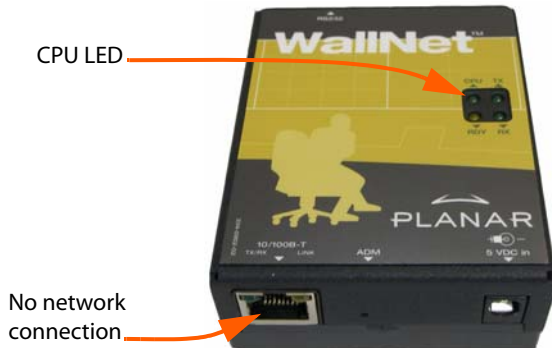 RS232
WallNet™
CPU LED
CPU TX
RDY RX
PLANAR
10/100B-T
TX/RX LINK
ADM
5 VDC in
No network
connection